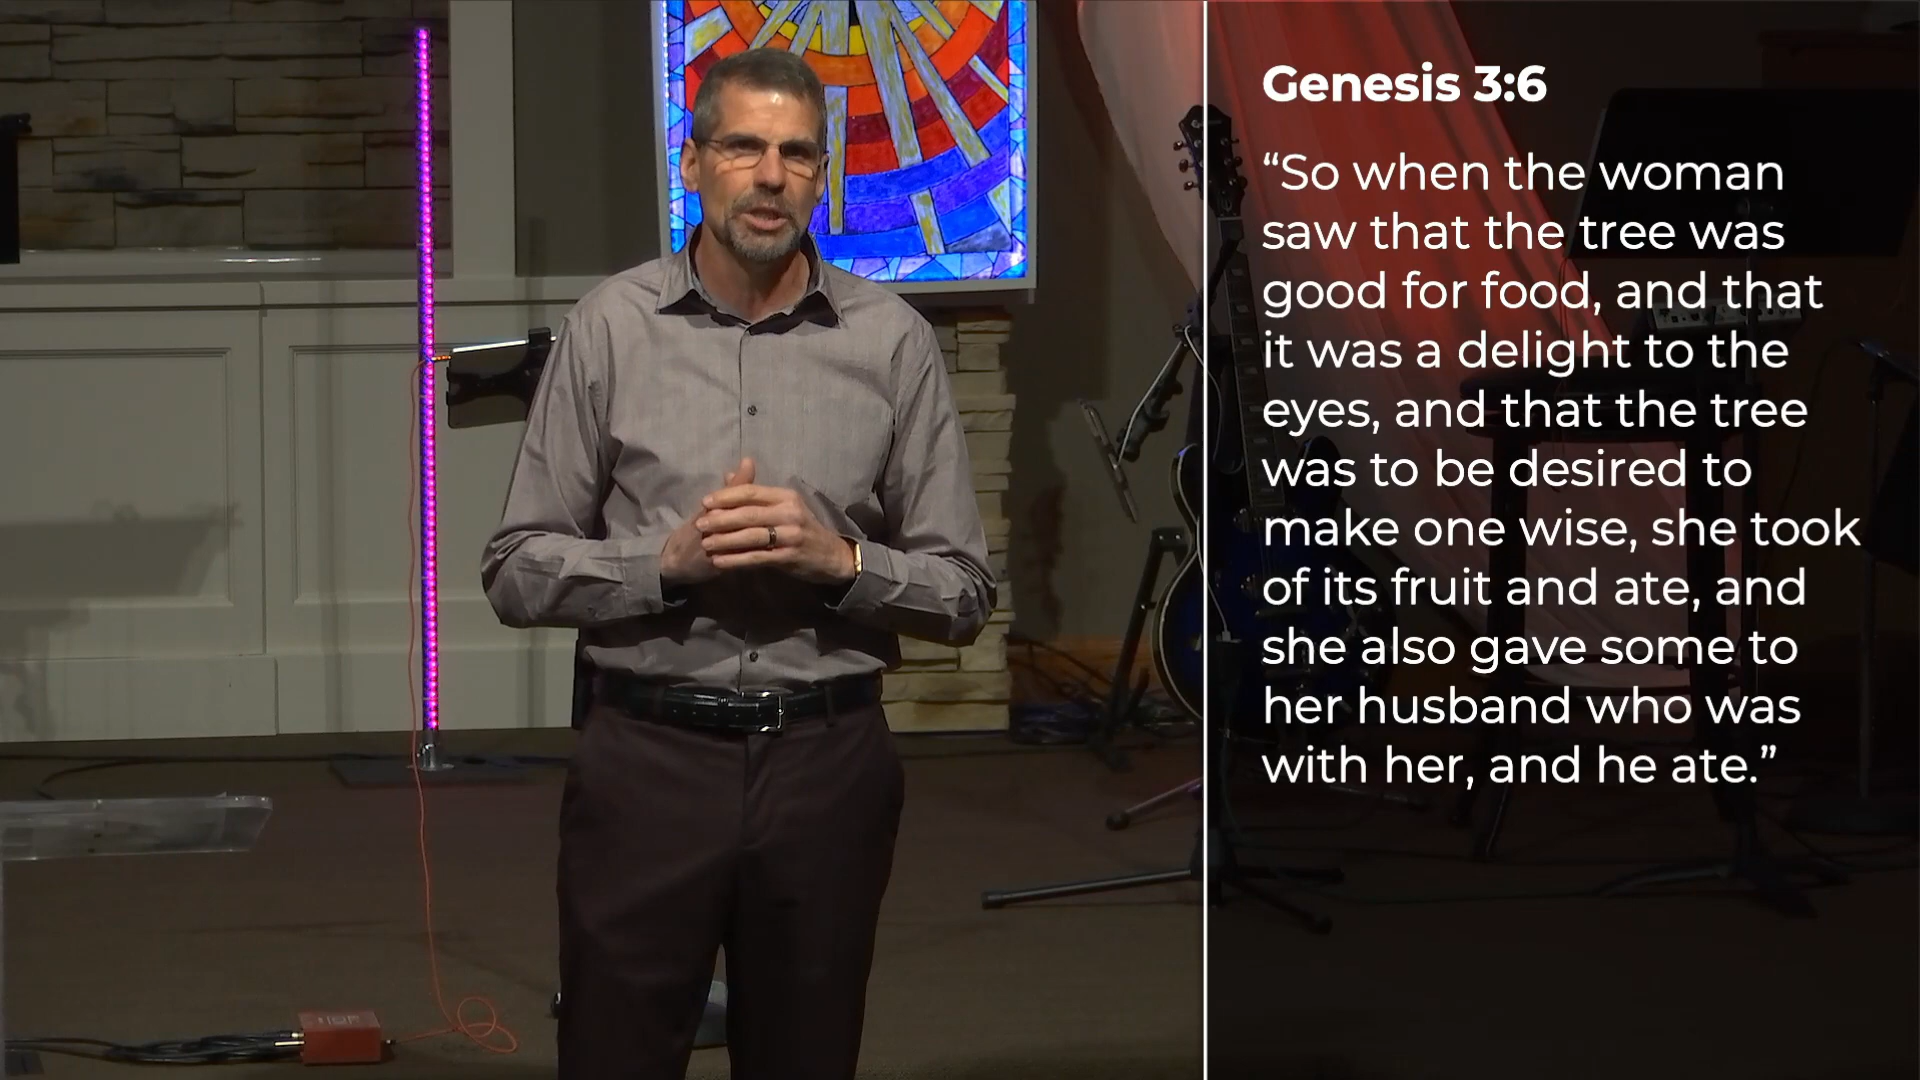 Genesis 3:6
“So when the woman
saw that the tree was
good for food, and that
it was a delight to the
eyes, and that the tree
was to be desired to
make one wise, she took
of its fruit and ate, and
she also gave some to
her husband who was
with her, and he ate.”